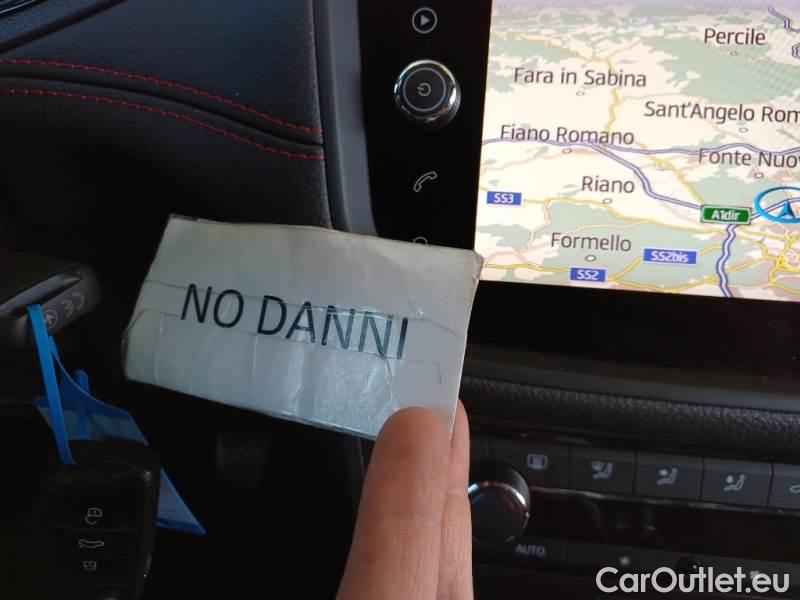 Percile
Fara in Sabina
Sant'Angelo Rom
Fiano Romano
Fonte Nuov
Riano
SS3
A1dir
Formello
SS2bis
SS2
NO DANNI
CE
AUTO
CarOutlet.eu